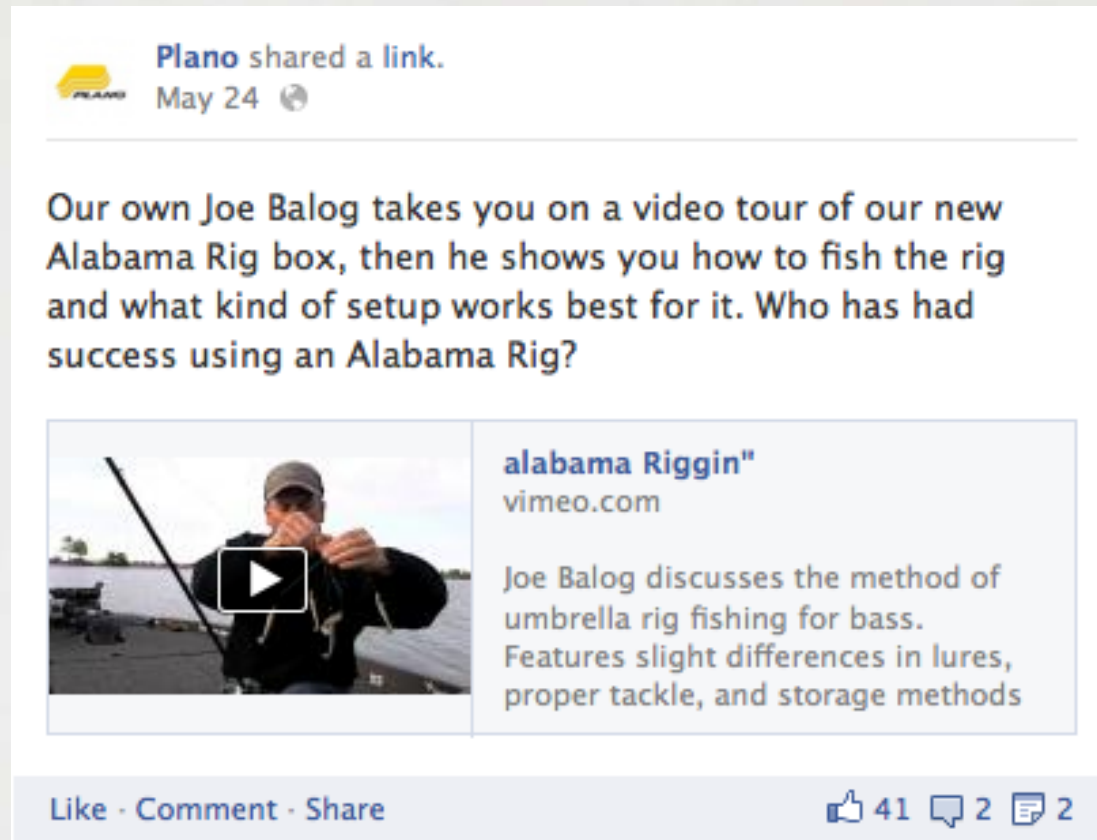 Plano shared a link.
PLANO
May 24
Our own Joe Balog takes you on a video tour of our new
Alabama Rig box, then he shows you how to fish the rig
and what kind of setup works best for it. Who has had
success using an Alabama Rig?
alabama Riggin"
vimeo.com
Joe Balog discusses the method of
umbrella rig fishing for bass.
Features slight differences in lures,
proper tackle, and storage methods
Like · Comment · Share 41 2 2